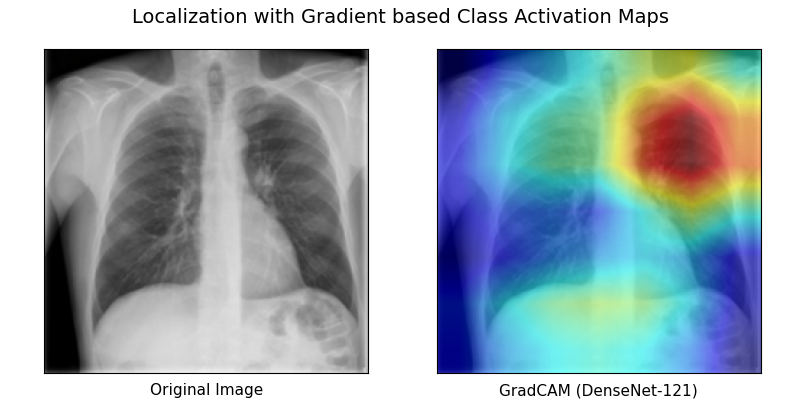 Localization with Gradient based Class Activation Maps
Original Image
GradCAM (DenseNet-121)